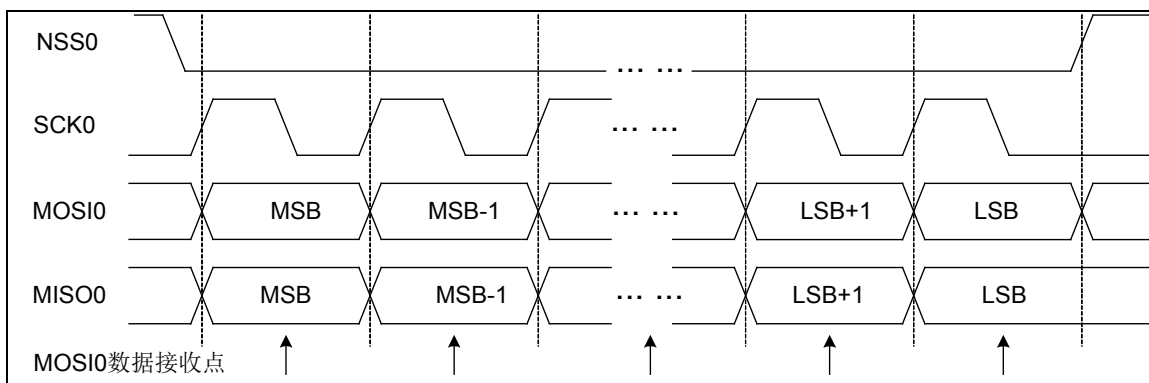 NSS0
... ...
SCK0
... ...
MOSI0 MSB MSB-1 ... ... LSB+1 LSB
MISO0 MSB MSB-1 ... ... LSB+1 LSB
MOSI0数据接收点